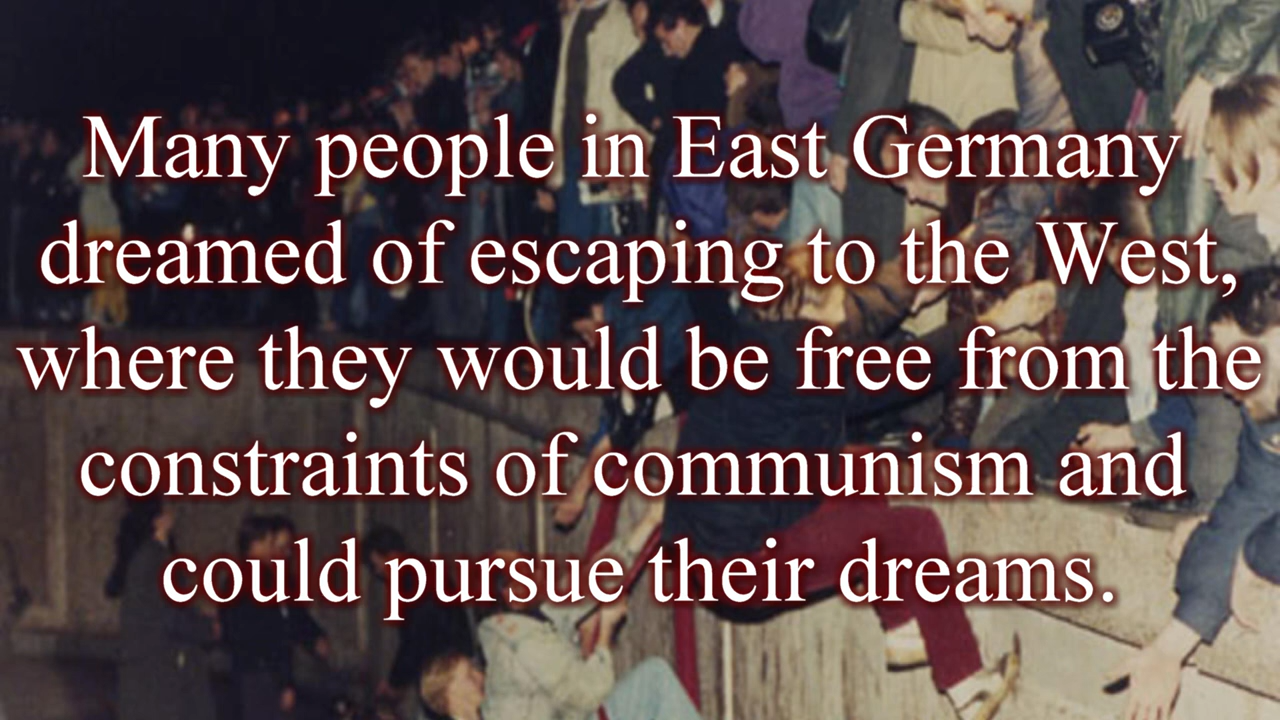 Many people in East Germany
dreamed of escaping to the West,
where they would be free from the
constraints of communism and
could pursue their dreams.